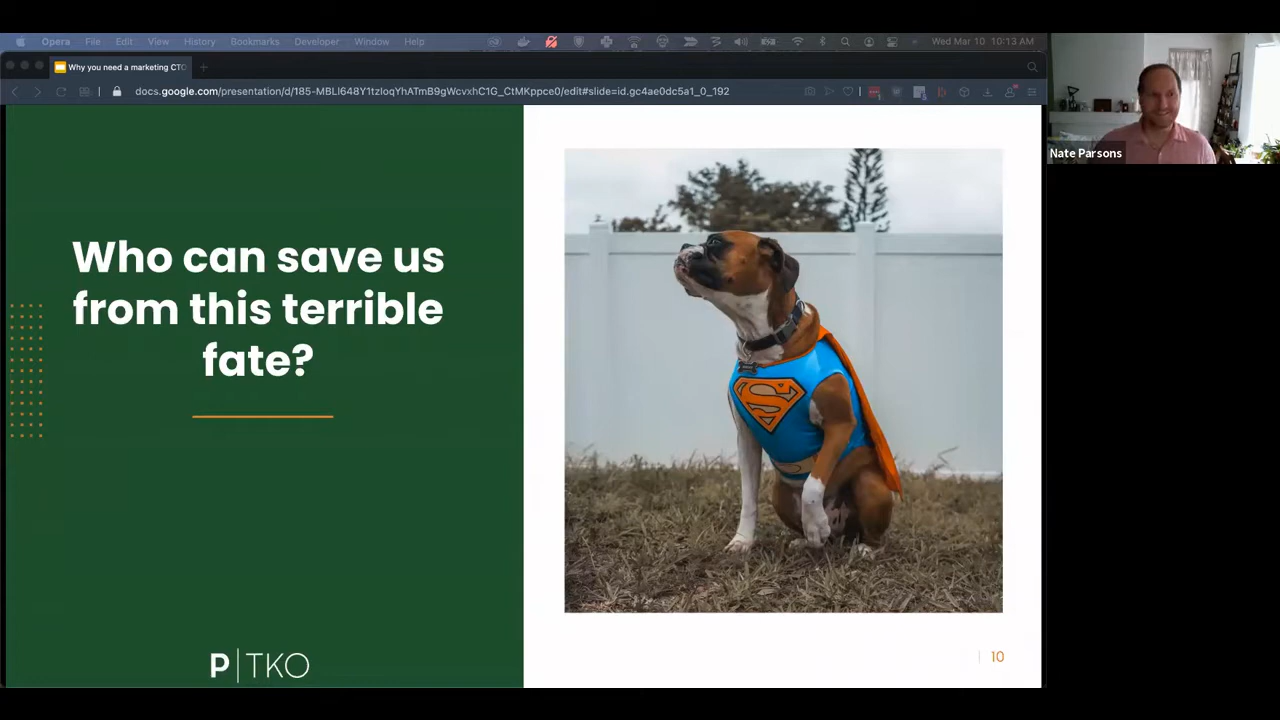 Opera File Edit View History Bookmarks Developer Window Help Wed Mar 10 10:13 AM
Why you need a marketing CTO
docs.google.com/presentation/d/185-MBLl648Y1tzIoqYhATmB9gWcvxhC1G_CtMKppce0/edit#slide=id.gc4ae0dc5a1_0_192
Nate Parsons
Who can save us
from this terrible
fate?
S
P|TKO
10